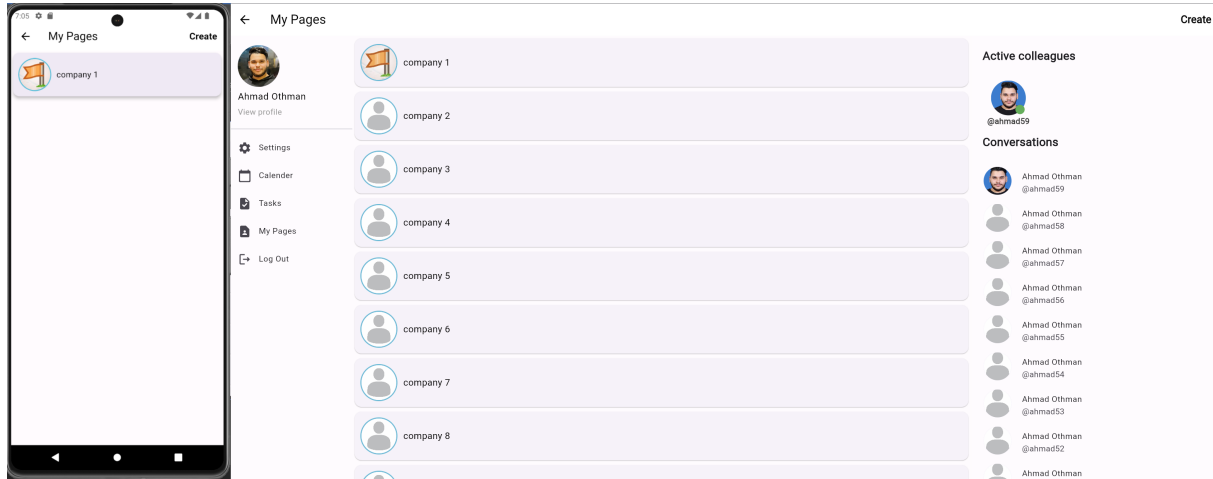 7:05
My Pages
Create
company 1
My Pages
Create
Ahmad Othman
View profile
Settings
Calender
Tasks
My Pages
Log Out
company 1
company 2
company 3
company 4
company 5
company 6
company 7
company 8
Active colleagues
@ahmad59
Conversations
Ahmad Othman
@ahmad59
Ahmad Othman
@ahmad58
Ahmad Othman
@ahmad57
Ahmad Othman
@ahmad56
Ahmad Othman
@ahmad55
Ahmad Othman
@ahmad54
Ahmad Othman
@ahmad53
Ahmad Othman
@ahmad52
Ahmad Othman